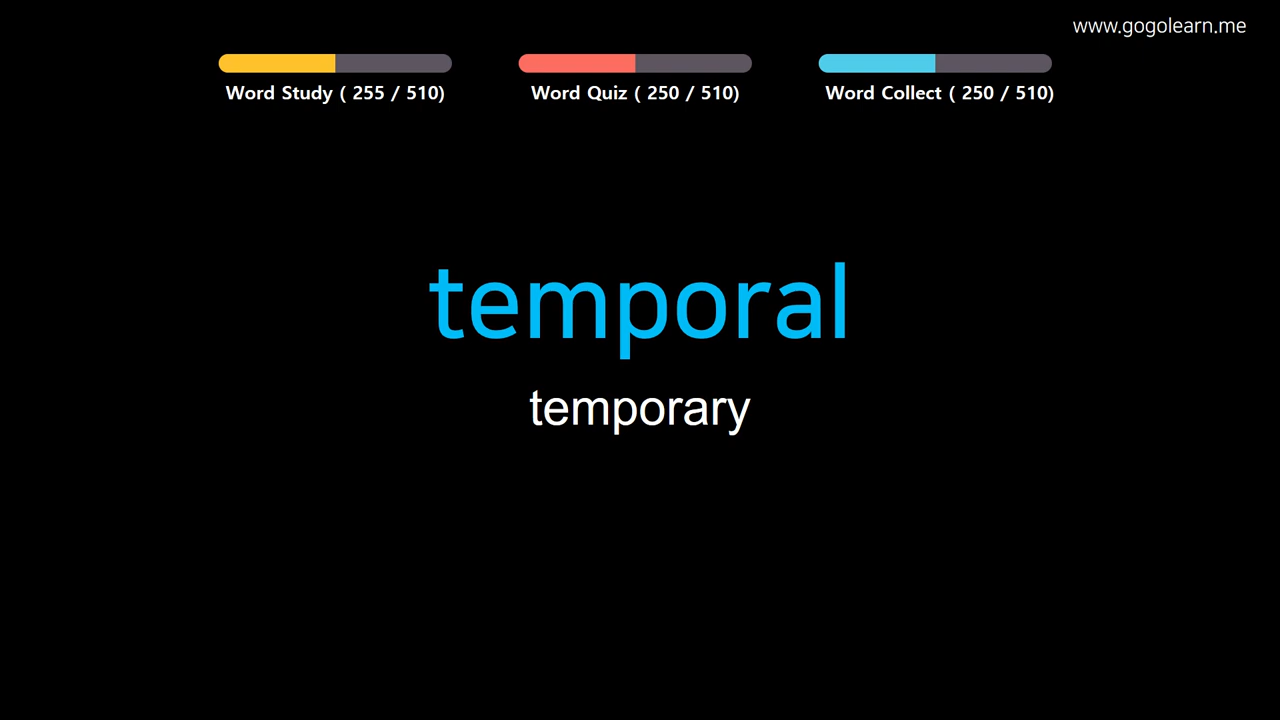 www.gogolearn.me
Word Study ( 255 / 510)
Word Quiz ( 250 / 510)
Word Collect ( 250 / 510)
temporal
temporary